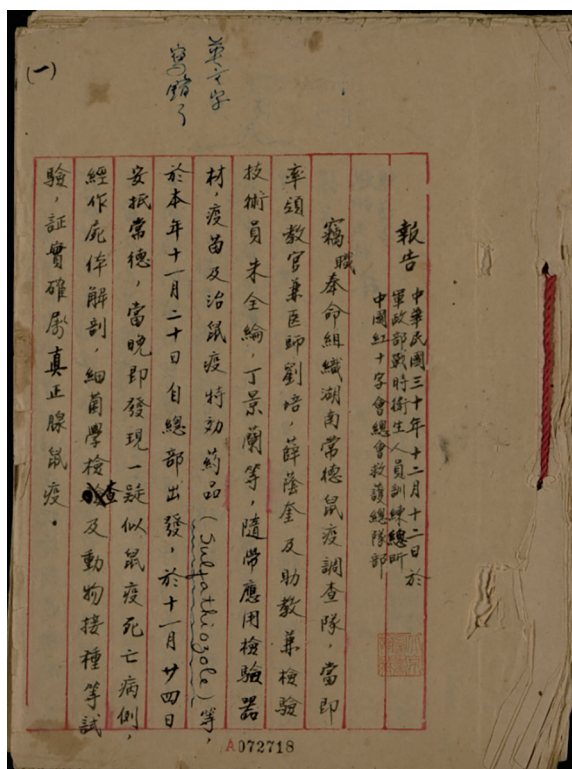 (一)
英文字
寫錯了
報告 中華民國三十年十二月十二日於
軍政部戰時衛生人員訓練總所
中國紅十字會總會救護總隊部
竊職奉命組織湖南常德鼠疫調查隊，當即
率領教官兼医師劉培，薛蔭奎及助教兼檢驗
技術員朱全綸，丁景蘭等，隨帶應用檢驗器
材，疫苗及治鼠疫特効葯品（Sulfathiozole）等，
於本年十一月二十日自總部出發，於十一月廿四日
安抵常德，當晚即發現一疑似鼠疫死亡病例，
經作屍体解剖，細菌學檢查及動物接種等試
驗，証實確屬真正腺鼠疫。
A072718